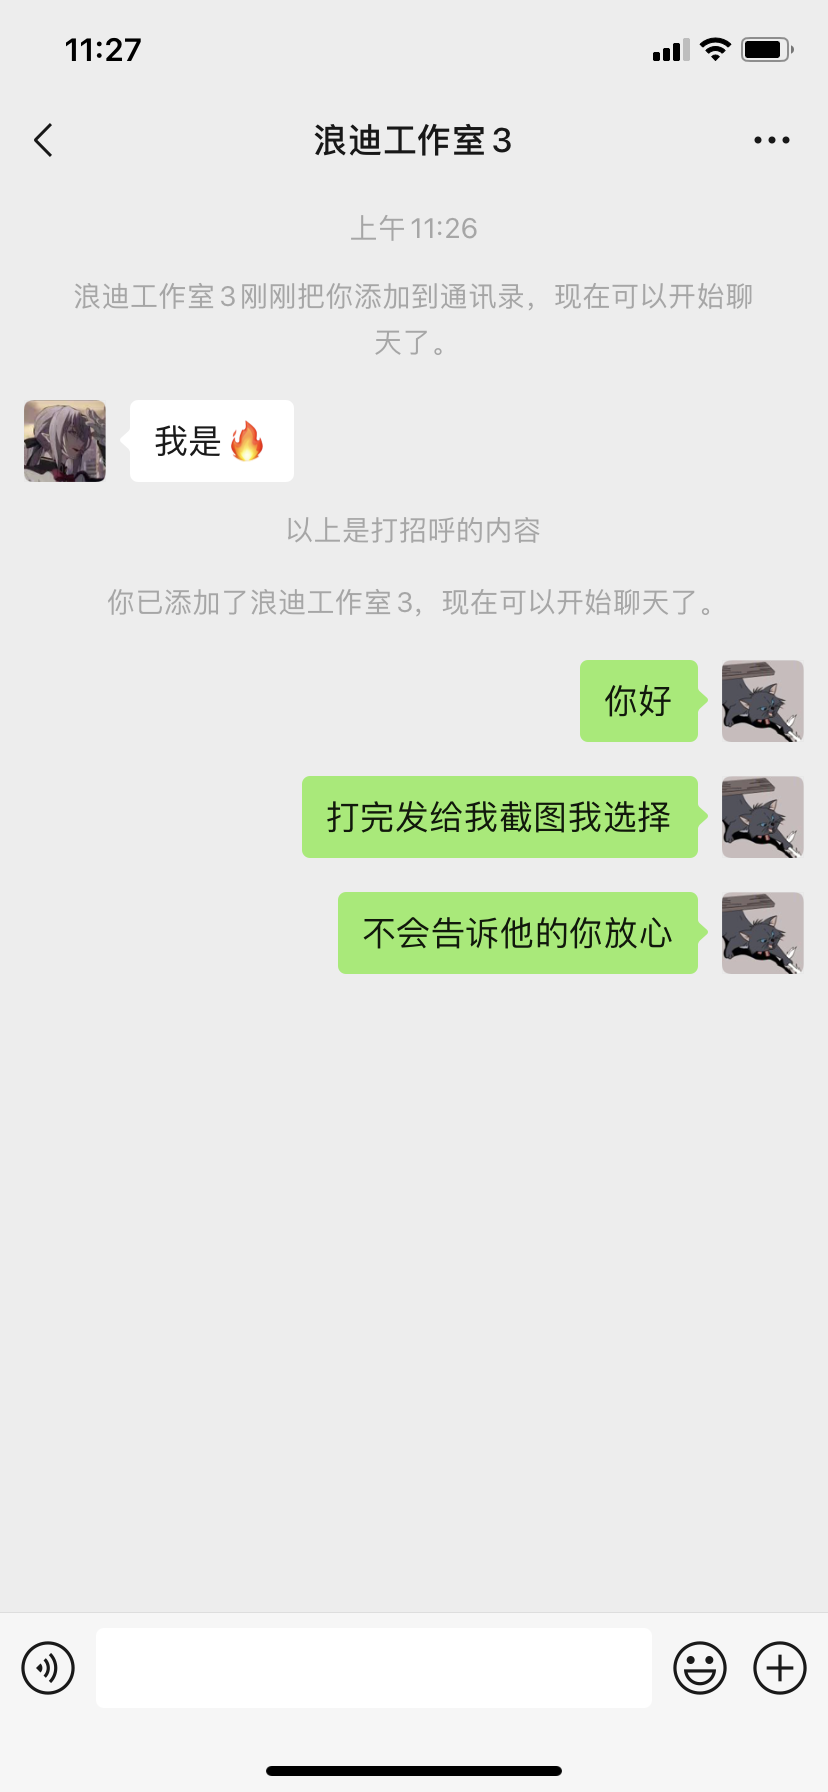 11:27
浪迪工作室3
上午11:26
浪迪工作室3刚刚把你添加到通讯录，现在可以开始聊
天了。
我是🔥
以上是打招呼的内容
你已添加了浪迪工作室3，现在可以开始聊天了。
你好
打完发给我截图我选择
不会告诉他的你放心